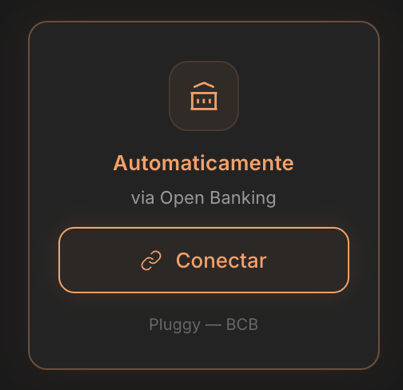 Automaticamente
via Open Banking
Conectar
Pluggy — BCB